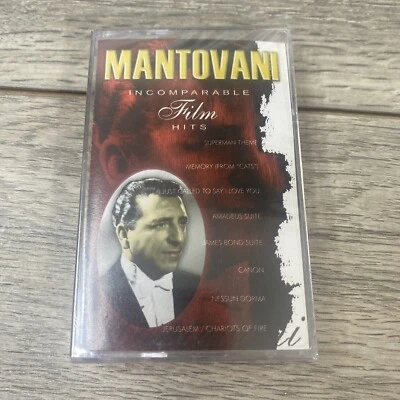 MANTOVANI
INCOMPARABLE
Film
HITS
SUPERMAN THEME
MEMORY (FROM "CATS")
I JUST CALLED TO SAY I LOVE YOU
AMADEUS SUITE
JAMES BOND SUITE
CANON
NESSUN DORMA
JERUSALEM / CHARIOTS OF FIRE